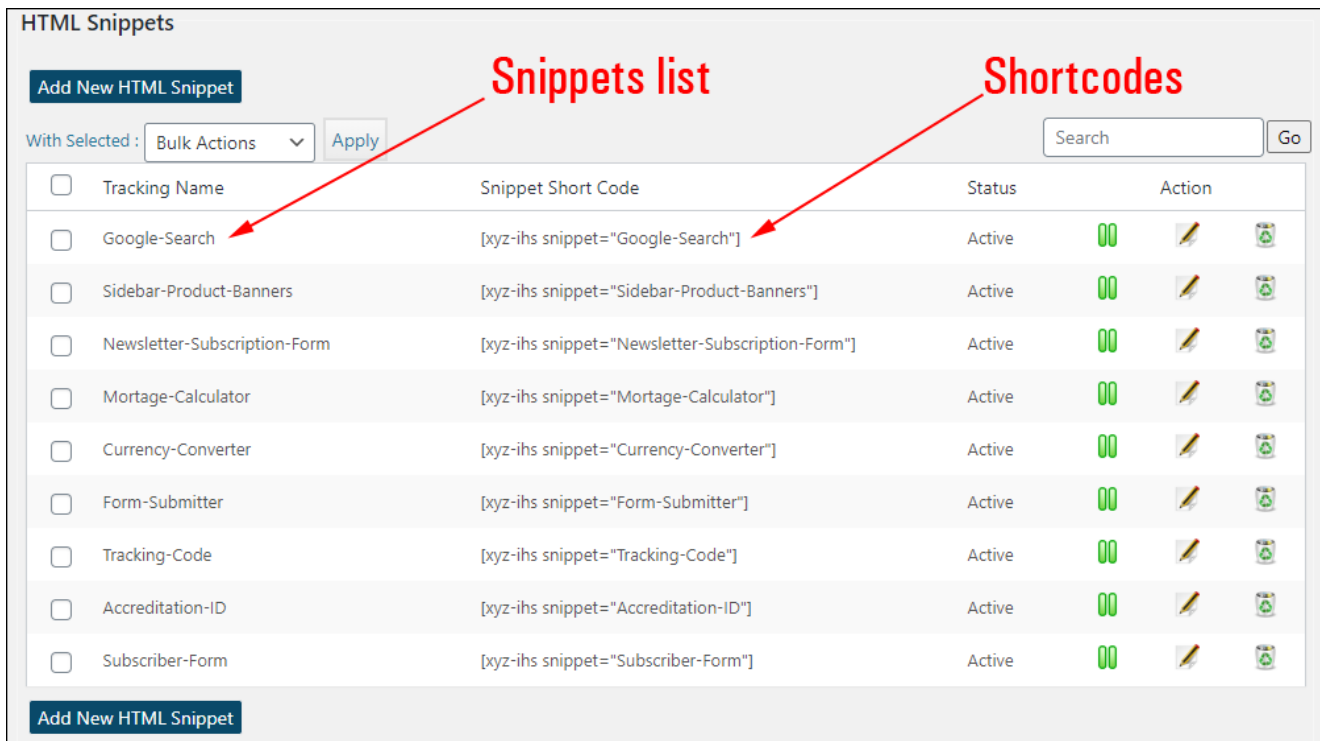 HTML Snippets
Snippets list
Shortcodes
Add New HTML Snippet
With Selected : Bulk Actions Apply Search Go
Tracking Name Snippet Short Code Status Action
Google-Search [xyz-ihs snippet="Google-Search"] Active
Sidebar-Product-Banners [xyz-ihs snippet="Sidebar-Product-Banners"] Active
Newsletter-Subscription-Form [xyz-ihs snippet="Newsletter-Subscription-Form"] Active
Mortage-Calculator [xyz-ihs snippet="Mortage-Calculator"] Active
Currency-Converter [xyz-ihs snippet="Currency-Converter"] Active
Form-Submitter [xyz-ihs snippet="Form-Submitter"] Active
Tracking-Code [xyz-ihs snippet="Tracking-Code"] Active
Accreditation-ID [xyz-ihs snippet="Accreditation-ID"] Active
Subscriber-Form [xyz-ihs snippet="Subscriber-Form"] Active
Add New HTML Snippet